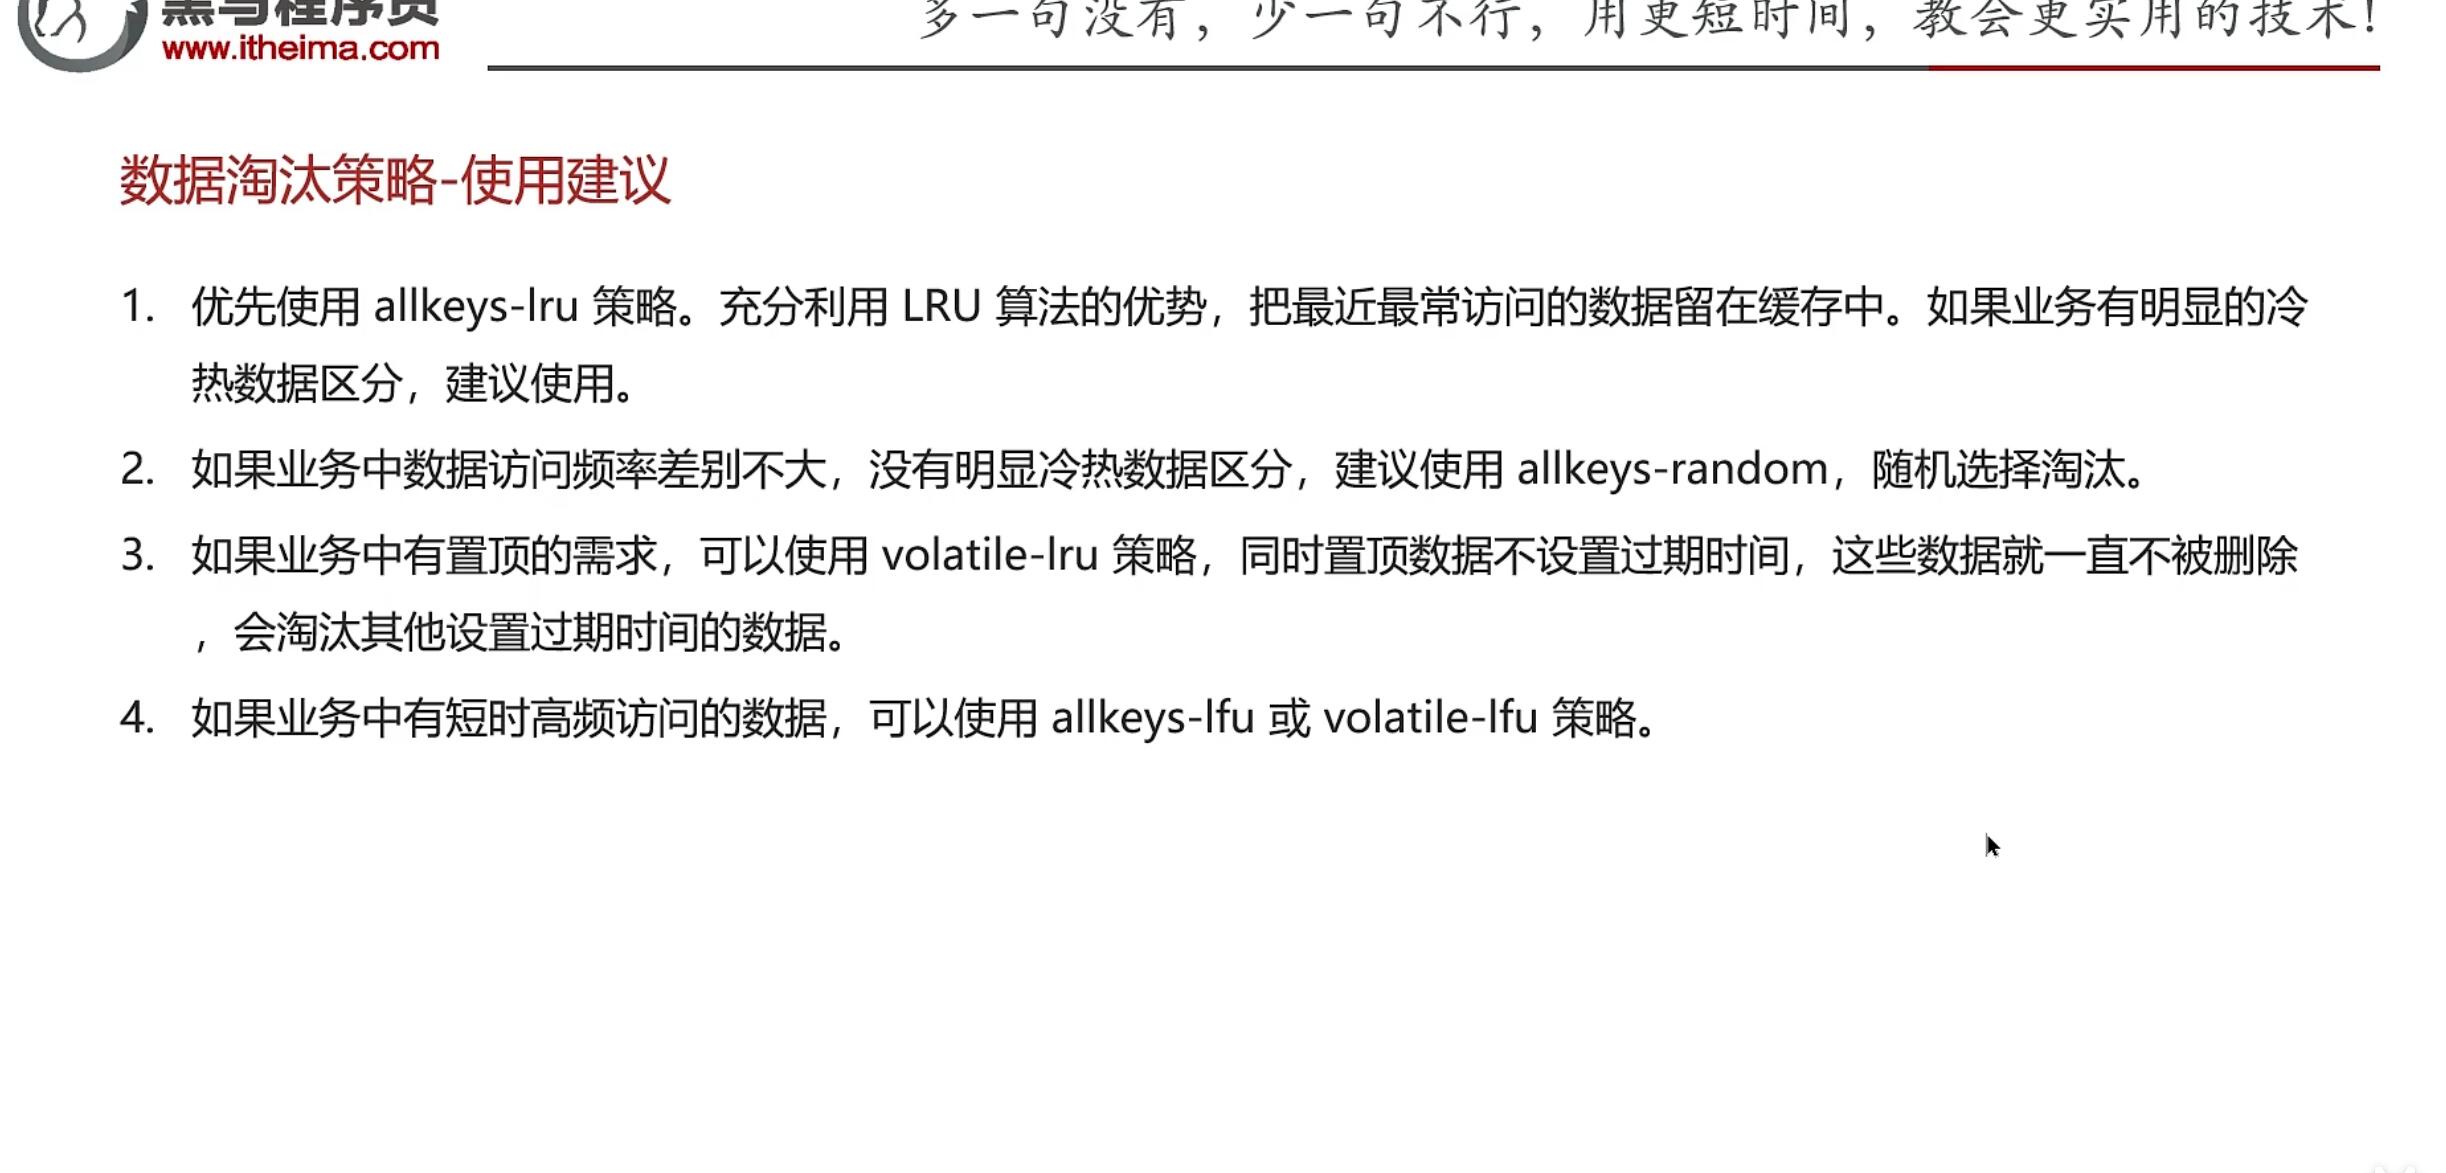 黑马程序员
www.itheima.com
多一句没有，少一句不行，用更短时间，教会更实用的技术！
数据淘汰策略-使用建议
1. 优先使用 allkeys-lru 策略。充分利用 LRU 算法的优势，把最近最常访问的数据留在缓存中。如果业务有明显的冷
热数据区分，建议使用。
2. 如果业务中数据访问频率差别不大，没有明显冷热数据区分，建议使用 allkeys-random，随机选择淘汰。
3. 如果业务中有置顶的需求，可以使用 volatile-lru 策略，同时置顶数据不设置过期时间，这些数据就一直不被删除
，会淘汰其他设置过期时间的数据。
4. 如果业务中有短时高频访问的数据，可以使用 allkeys-lfu 或 volatile-lfu 策略。